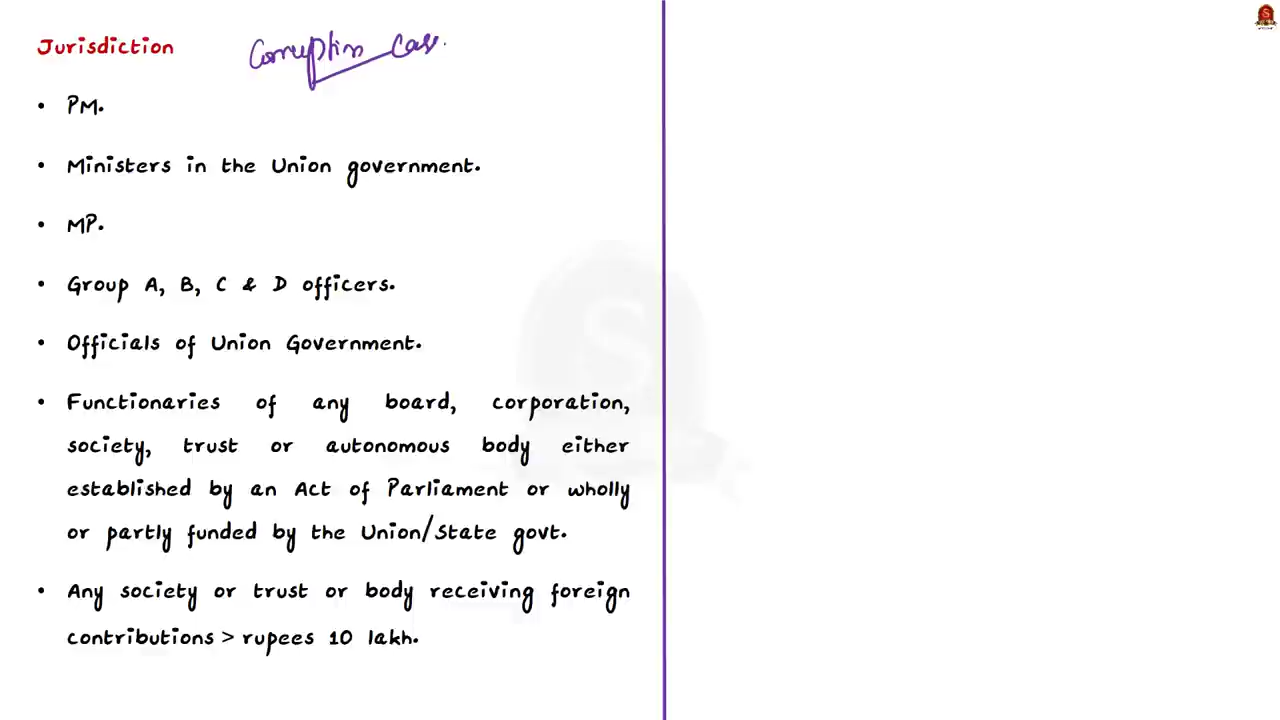 Jurisdiction Corruption Case.
• PM.
• Ministers in the Union government.
• MP.
• Group A, B, C & D officers.
• Officials of Union Government.
• Functionaries of any board, corporation,
society, trust or autonomous body either
established by an Act of Parliament or wholly
or partly funded by the Union/State govt.
• Any society or trust or body receiving foreign
contributions > rupees 10 lakh.